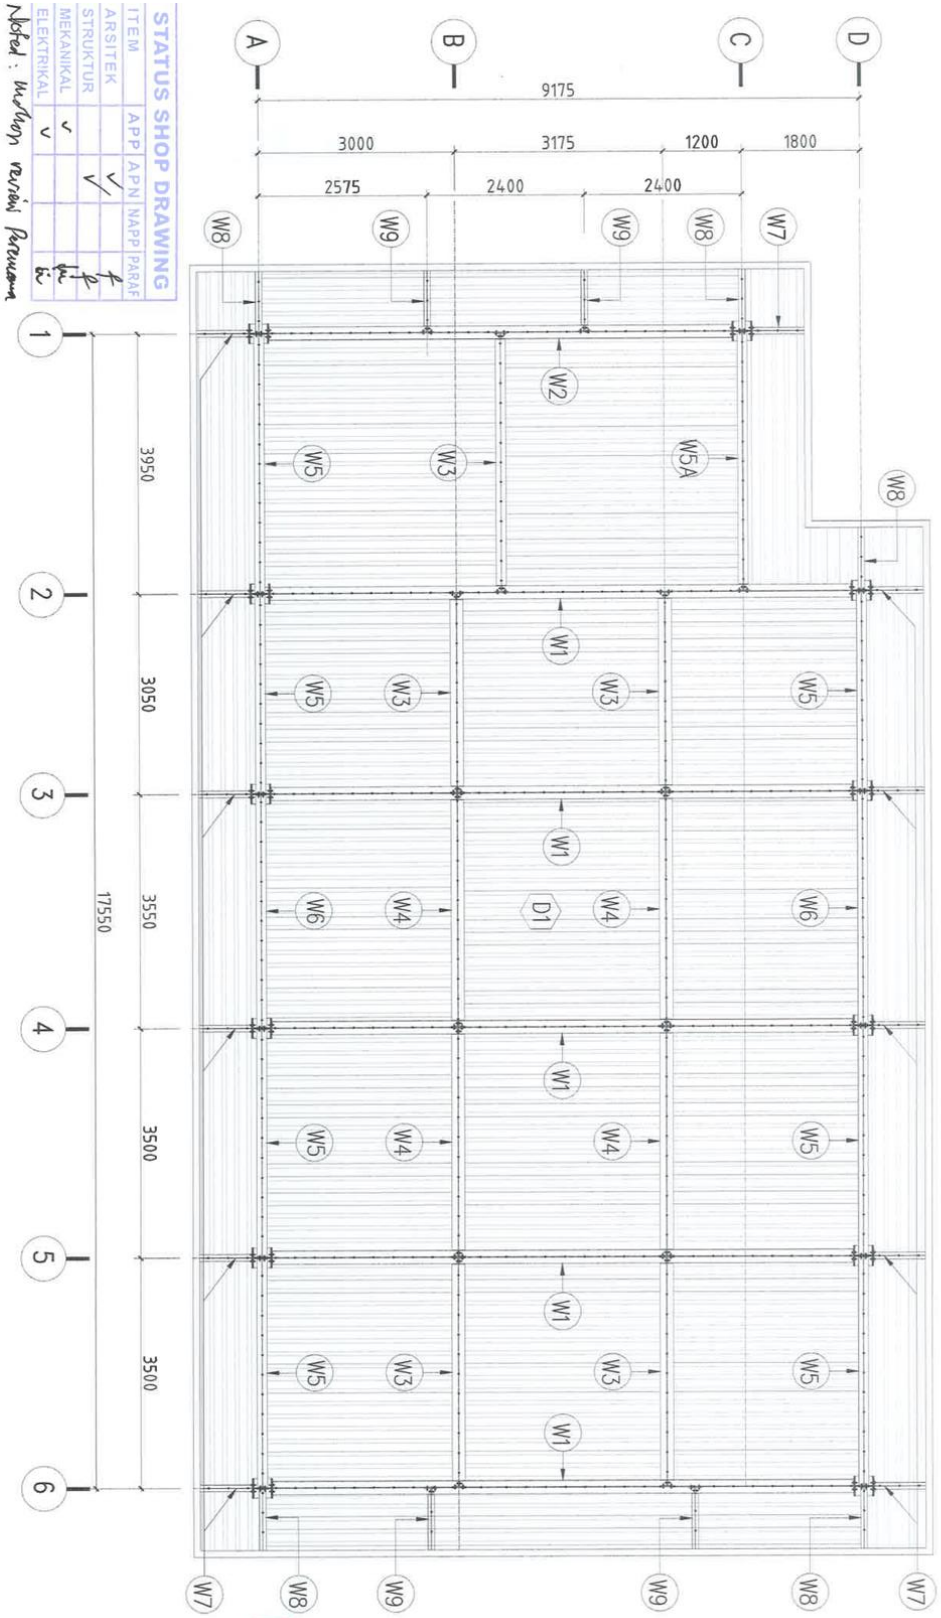 STATUS SHOP DRAWING
ITEM APP APN NAPP PARAF
ARSITEK
STRUKTUR
MEKANIKAL
ELEKTRIKAL
Noted : mohon review
A
B
C
D
9175
3000 3175 1200 1800
2575 2400 2400
W8 W9 W9 W8 W7
W8
1
2
3
4
5
6
3950
3050
3550
3500
3500
17550
W2
W5 W3 W5A
W1
W5 W3 W3 W5
W1
W6 W4 D1 W4 W6
W1
W5 W4 W4 W5
W1
W5 W3 W3 W5
W1
W7 W8 W9 W9 W8 W7